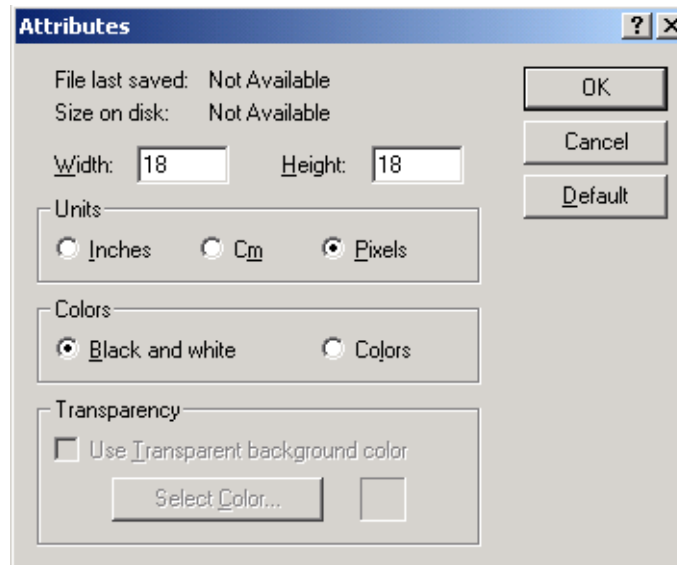 Attributes
File last saved: Not Available
Size on disk: Not Available
Width: 18 Height: 18
OK
Cancel
Default
Units
Inches Cm Pixels
Colors
Black and white Colors
Transparency
Use Transparent background color
Select Color...